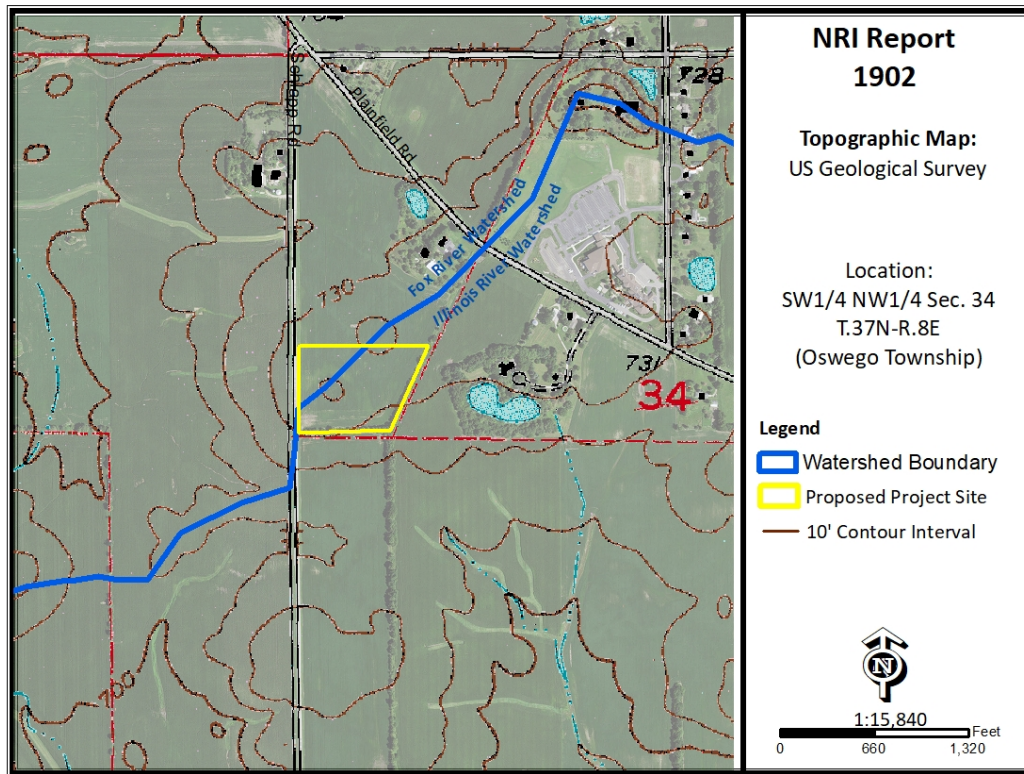 NRI Report
1902
Topographic Map:
US Geological Survey
Location:
SW1/4 NW1/4 Sec. 34
T.37N-R.8E
(Oswego Township)
Legend
Watershed Boundary
Proposed Project Site
10' Contour Interval
N
1:15,840
Feet
0 660 1,320
Schlapp Rd
Plainfield Rd
728
Fox River Watershed
Illinois River Watershed
730
731
34
700